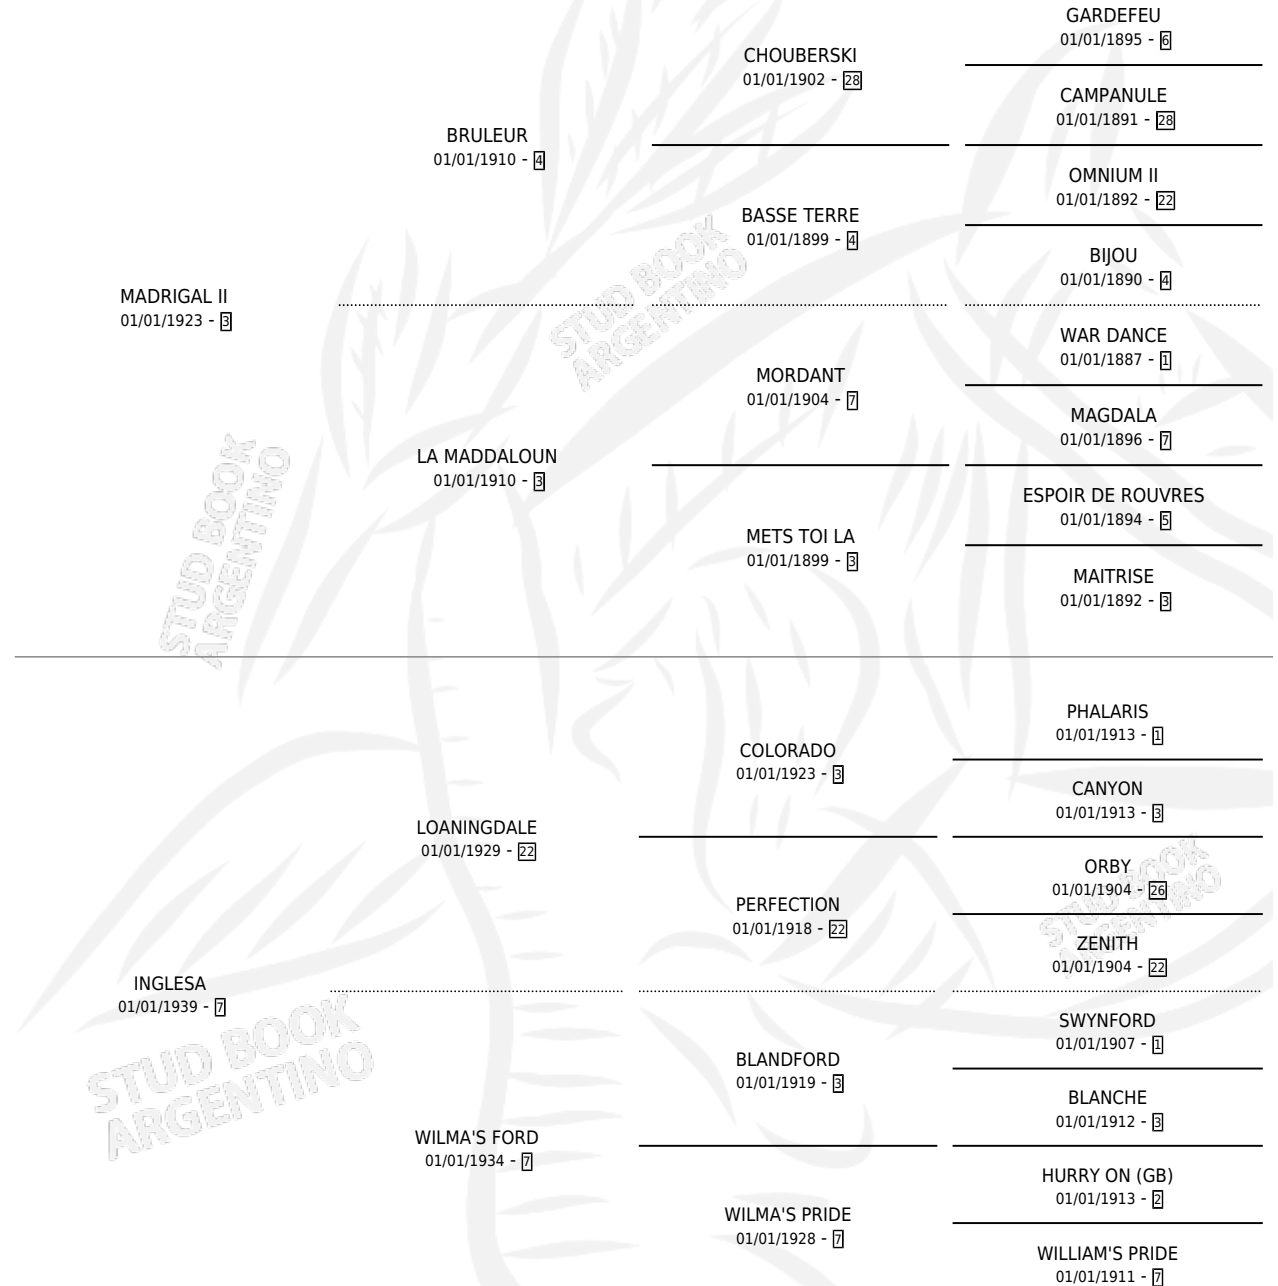 GARDEFEU
01/01/1895 - 6
CHOUBERSKI
01/01/1902 - 28
CAMPANULE
01/01/1891 - 28
BRULEUR
01/01/1910 - 4
OMNIUM II
01/01/1892 - 22
BASSE TERRE
01/01/1899 - 4
BIJOU
01/01/1890 - 4
MADRIGAL II
01/01/1923 - 3
WAR DANCE
01/01/1887 - 1
MORDANT
01/01/1904 - 7
MAGDALA
01/01/1896 - 7
LA MADDALOUN
01/01/1910 - 3
ESPOIR DE ROUVRES
01/01/1894 - 5
METS TOI LA
01/01/1899 - 3
MAITRISE
01/01/1892 - 3
STUD BOOK
ARGENTINO
STUD BOOK
ARGENTINO
PHALARIS
01/01/1913 - 1
COLORADO
01/01/1923 - 3
CANYON
01/01/1913 - 3
LOANINGDALE
01/01/1929 - 22
ORBY
01/01/1904 - 26
PERFECTION
01/01/1918 - 22
ZENITH
01/01/1904 - 22
INGLESA
01/01/1939 - 7
SWYNFORD
01/01/1907 - 1
BLANDFORD
01/01/1919 - 3
BLANCHE
01/01/1912 - 3
WILMA'S FORD
01/01/1934 - 7
HURRY ON (GB)
01/01/1913 - 2
WILMA'S PRIDE
01/01/1928 - 7
WILLIAM'S PRIDE
01/01/1911 - 7
STUD BOOK
ARGENTINO
STUD BOOK
ARGENTINO